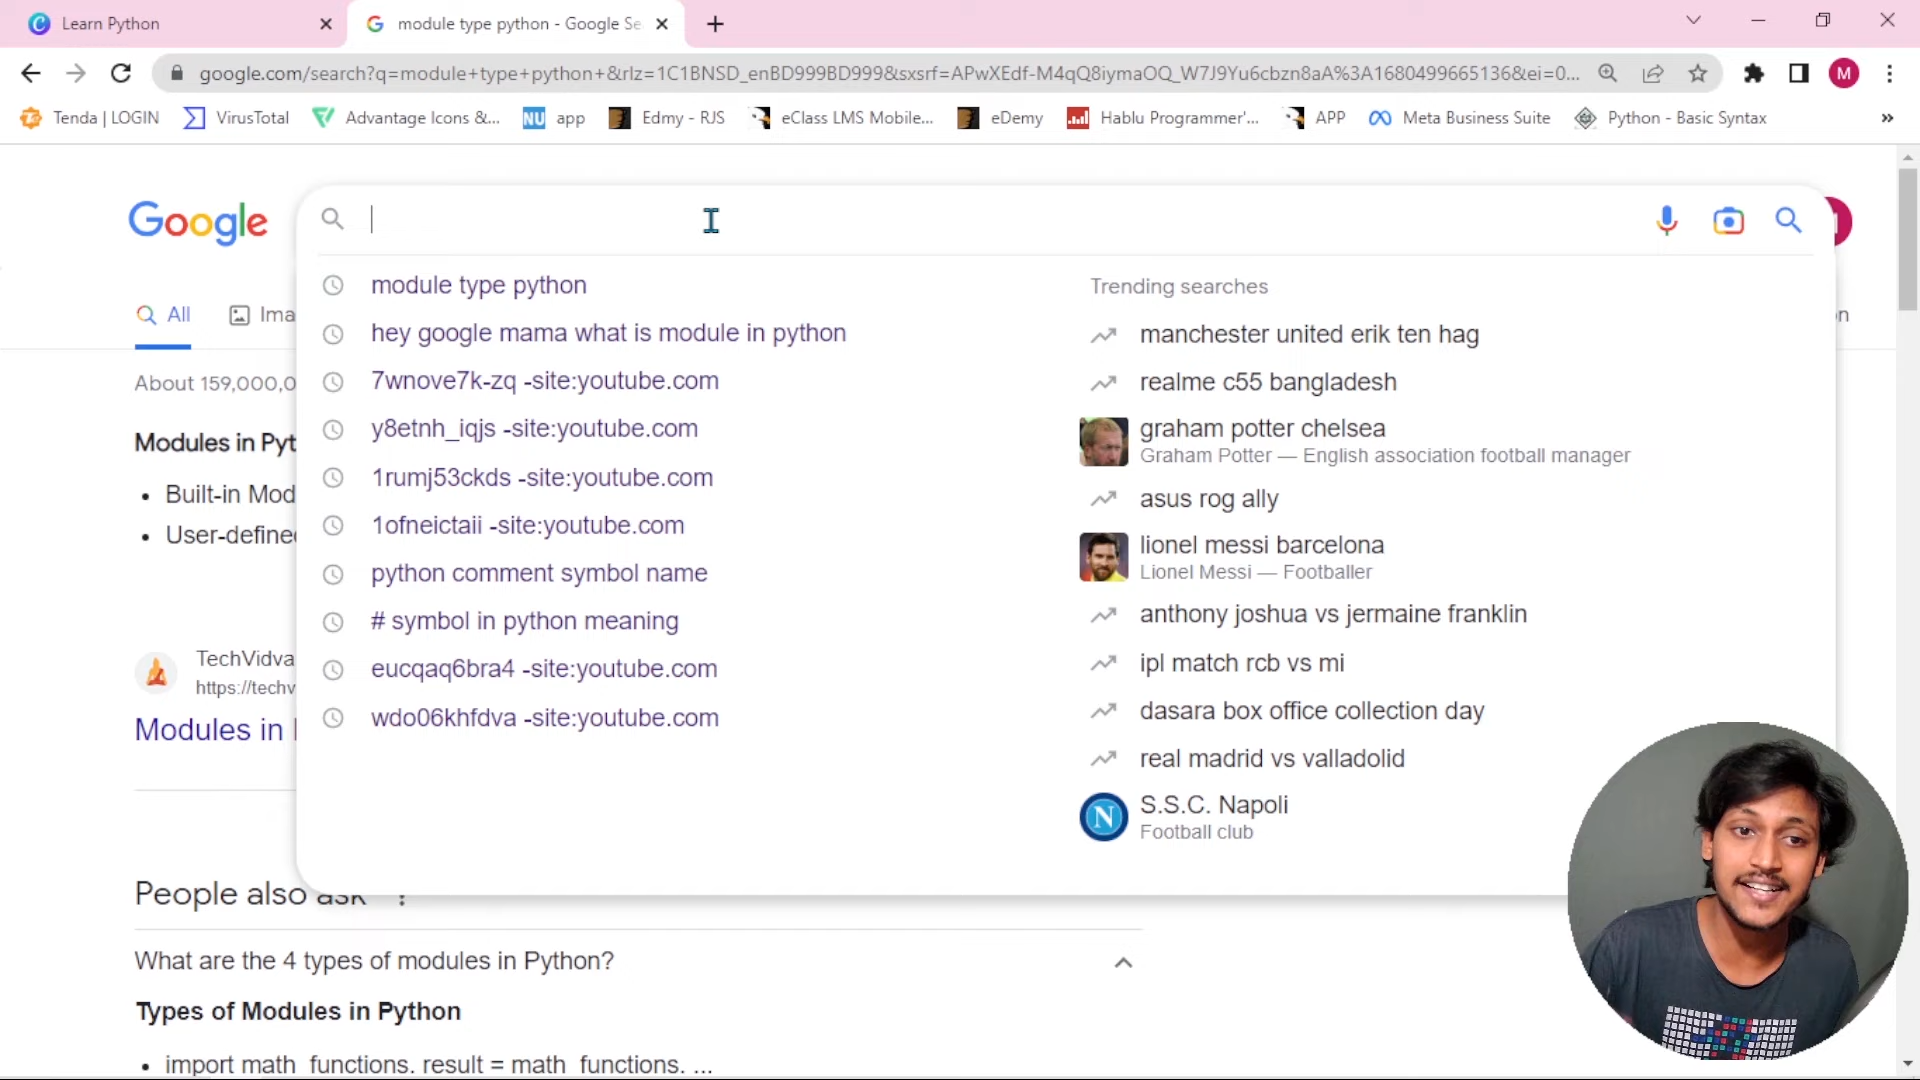 Learn Python
module type python - Google Se
google.com/search?q=module+type+python+&rlz=1C1BNSD_enBD999BD999&sxsrf=APwXEdf-M4qQ8iymaOQ_W7J9Yu6cbzn8aA%3A1680499665136&ei=0...
M
Tenda | LOGIN
VirusTotal
Advantage Icons &...
NU app
Edmy - RJS
eClass LMS Mobile...
eDemy
Hablu Programmer'...
APP
Meta Business Suite
Python - Basic Syntax
»
Google
All
Ima
n
About 159,000,0
Modules in Pyt
• Built-in Mod
• User-define
TechVidva
https://techv
Modules in
module type python
hey google mama what is module in python
7wnove7k-zq -site:youtube.com
y8etnh_iqjs -site:youtube.com
1rumj53ckds -site:youtube.com
1ofneictaii -site:youtube.com
python comment symbol name
# symbol in python meaning
eucqaq6bra4 -site:youtube.com
wdo06khfdva -site:youtube.com
Trending searches
manchester united erik ten hag
realme c55 bangladesh
graham potter chelsea
Graham Potter — English association football manager
asus rog ally
lionel messi barcelona
Lionel Messi — Footballer
anthony joshua vs jermaine franklin
ipl match rcb vs mi
dasara box office collection day
real madrid vs valladolid
N
S.S.C. Napoli
Football club
People also ask
What are the 4 types of modules in Python?
Types of Modules in Python
• import math_functions. result = math_functions. ...